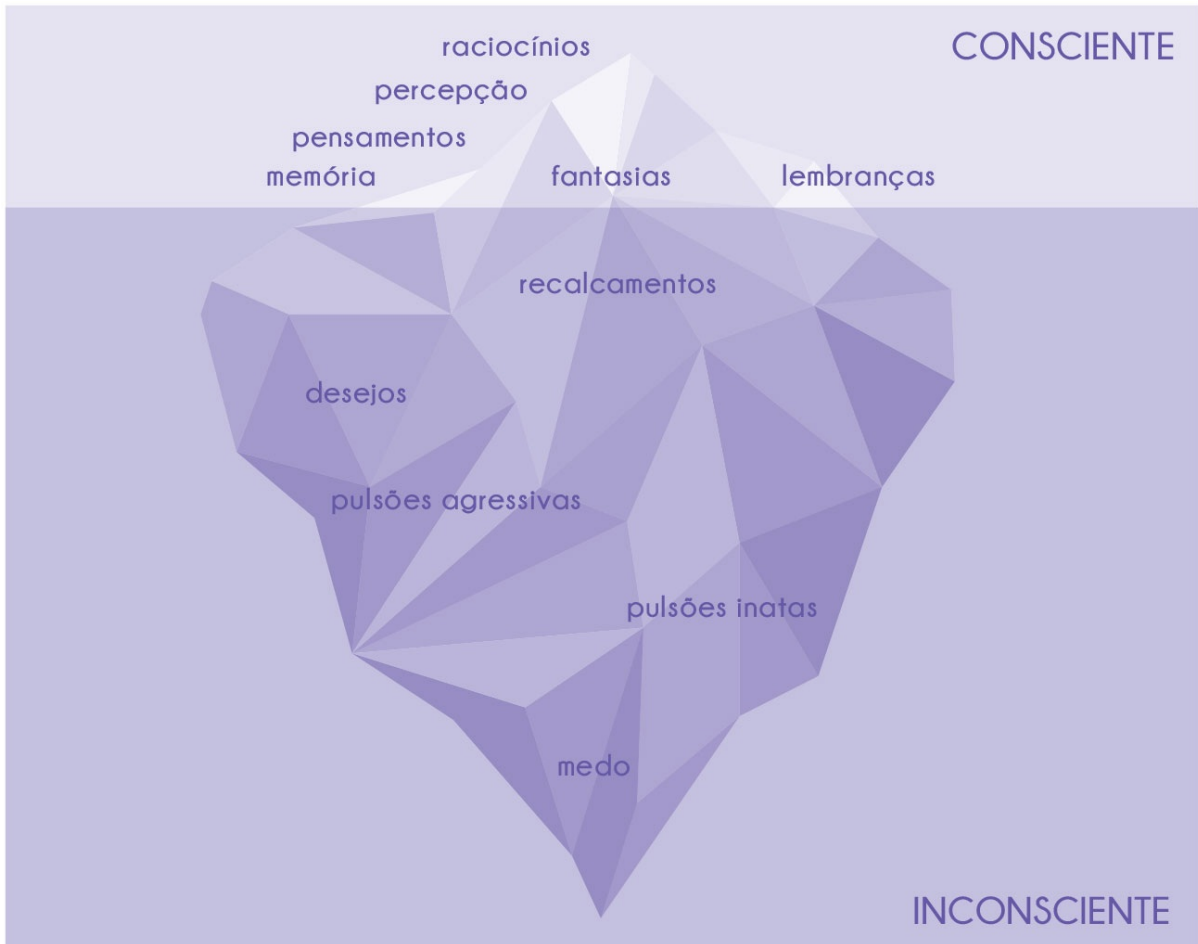 CONSCIENTE
raciocínios
percepção
pensamentos
memória
fantasias
lembranças
recalcamentos
desejos
pulsões agressivas
pulsões inatas
medo
INCONSCIENTE